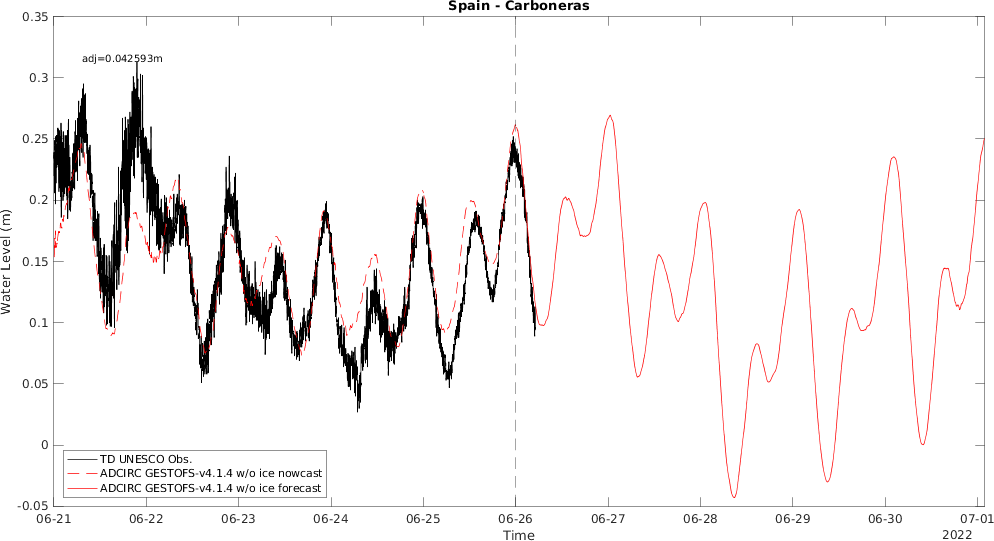 Spain - Carboneras
0.35
0.3
0.25
0.2
0.15
0.1
0.05
0
-0.05
Water Level (m)
adj=0.042593m
TD UNESCO Obs.
ADCIRC GESTOFS-v4.1.4 w/o ice nowcast
ADCIRC GESTOFS-v4.1.4 w/o ice forecast
06-21 06-22 06-23 06-24 06-25 06-26 06-27 06-28 06-29 06-30 07-01
Time
2022